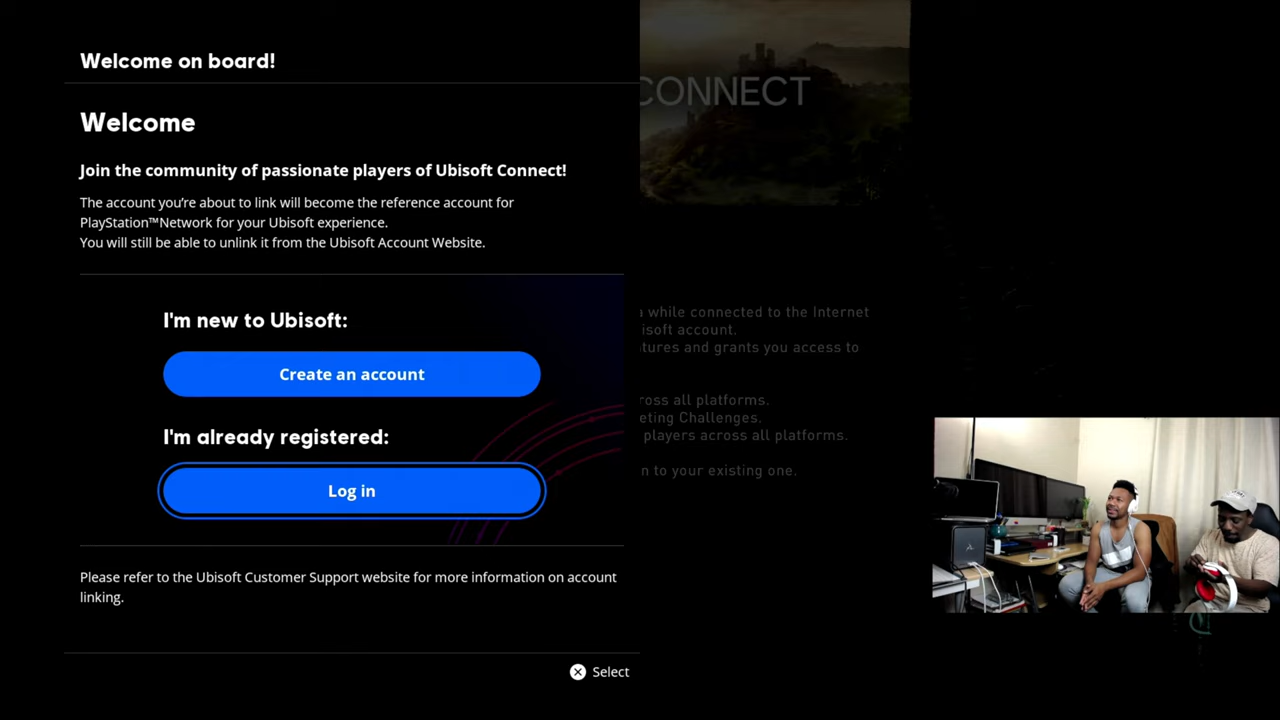 Welcome on board!
Welcome
Join the community of passionate players of Ubisoft Connect!
The account you're about to link will become the reference account for
PlayStation™Network for your Ubisoft experience.
You will still be able to unlink it from the Ubisoft Account Website.
I'm new to Ubisoft:
Create an account
I'm already registered:
Log in
Please refer to the Ubisoft Customer Support website for more information on account
linking.
Select
CONNECT
while connected to the Internet
isoft account.
tures and grants you access to
ross all platforms.
eting Challenges.
players across all platforms.
n to your existing one.